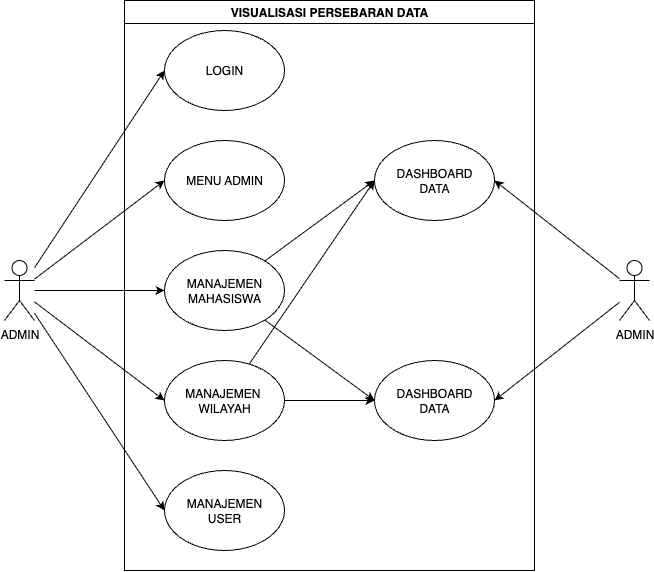 VISUALISASI PERSEBARAN DATA
LOGIN
MENU ADMIN
DASHBOARD
DATA
MANAJEMEN
MAHASISWA
ADMIN
ADMIN
MANAJEMEN
WILAYAH
DASHBOARD
DATA
MANAJEMEN
USER